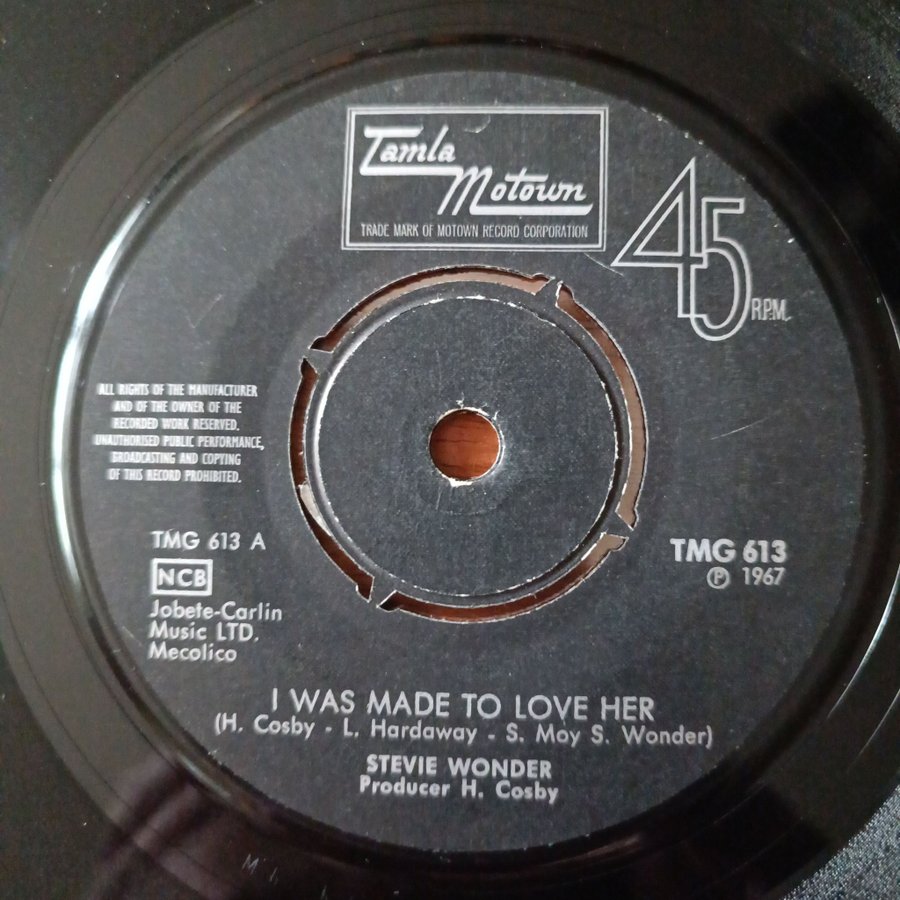 Tamla
Motown
TRADE MARK OF MOTOWN RECORD CORPORATION
45
R.P.M.
ALL RIGHTS OF THE MANUFACTURER
AND OF THE OWNER OF THE
RECORDED WORK RESERVED.
UNAUTHORISED PUBLIC PERFORMANCE,
BROADCASTING AND COPYING
OF THIS RECORD PROHIBITED.
TMG 613 A
NCB
Jobete-Carlin
Music LTD.
Mecolico
TMG 613
℗ 1967
I WAS MADE TO LOVE HER
(H. Cosby - L. Hardaway - S. Moy S. Wonder)
STEVIE WONDER
Producer H. Cosby